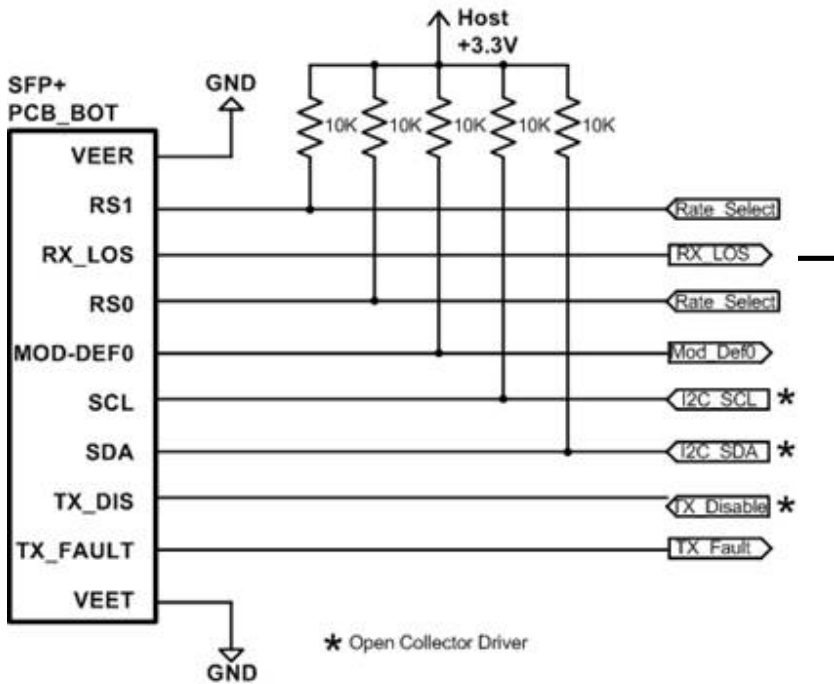 Host
+3.3V
SFP+
PCB_BOT
GND
10K 10K 10K 10K 10K
VEER
RS1 Rate_Select
RX_LOS RX_LOS
RS0 Rate_Select
MOD-DEF0 Mod_Def0
SCL I2C_SCL *
SDA I2C_SDA *
TX_DIS TX_Disable *
TX_FAULT TX_Fault
VEET
* Open Collector Driver
GND